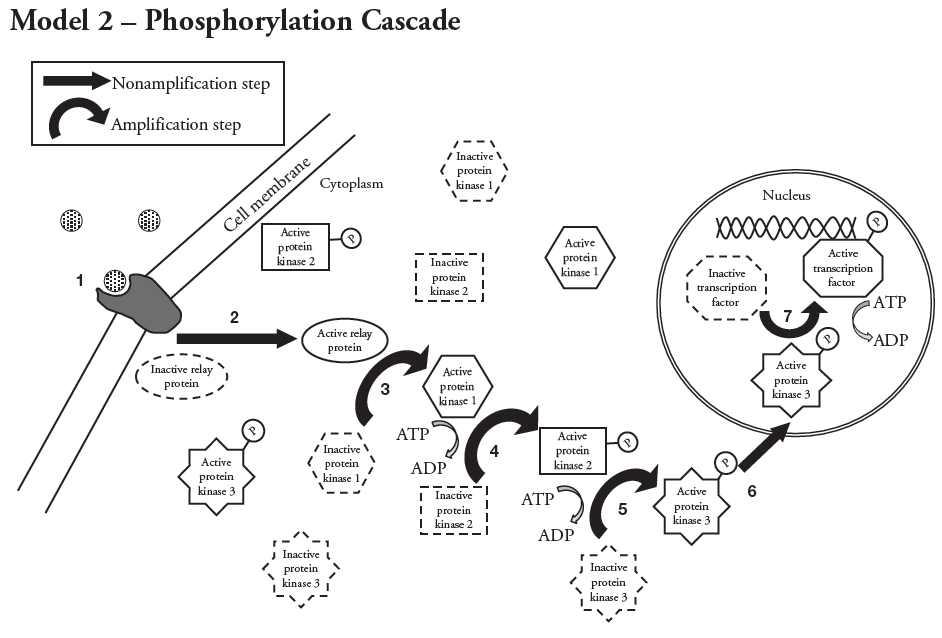 Model 2 – Phosphorylation Cascade
Nonamplification step
Amplification step
Cell membrane
Cytoplasm
Inactive
protein
kinase 1
Nucleus
Active
protein
kinase 2
P
Inactive
protein
kinase 2
Active
protein
kinase 1
P
Active
transcription
factor
Inactive
transcription
factor
1
2
Active relay
protein
Inactive relay
protein
3
Active
protein
kinase 1
ATP
ADP
7
ATP
ADP
P
Active
protein
kinase 3
P
Active
protein
kinase 3
Inactive
protein
kinase 1
4
Inactive
protein
kinase 2
Active
protein
kinase 2
P
ATP
ADP
5
P
Active
protein
kinase 3
6
Inactive
protein
kinase 3
Inactive
protein
kinase 3